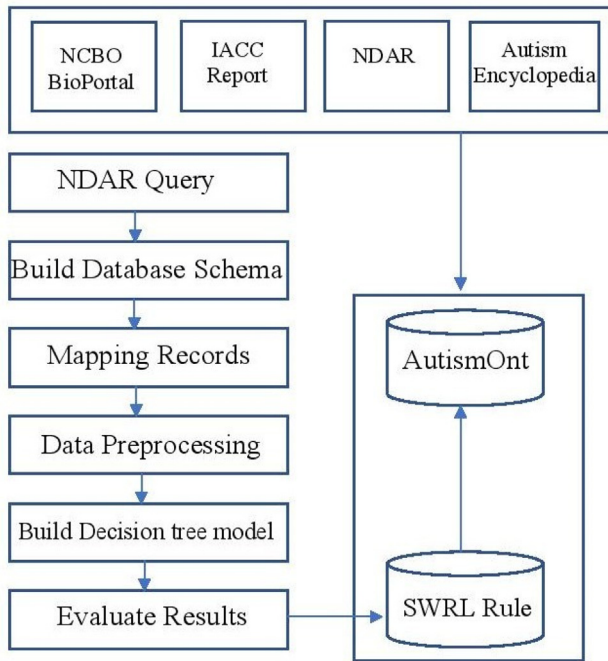 NCBO
BioPortal
IACC
Report
NDAR
Autism
Encyclopedia
NDAR Query
Build Database Schema
Mapping Records
Data Preprocessing
Build Decision tree model
Evaluate Results
AutismOnt
SWRL Rule